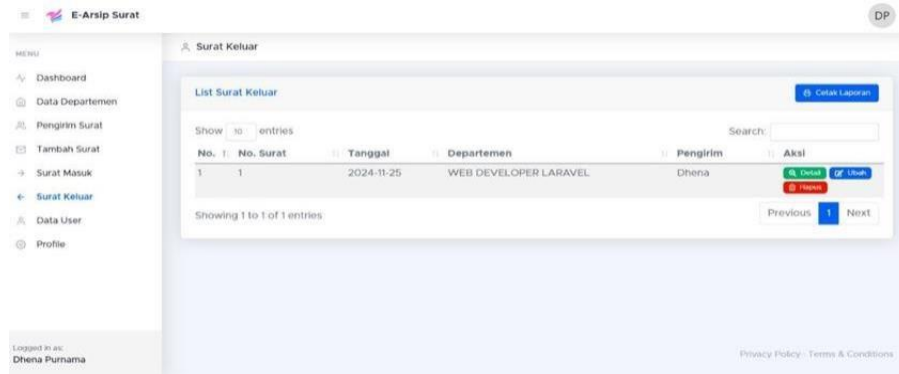 E-Arsip Surat
DP
MENU
Dashboard
Data Departemen
Pengirim Surat
Tambah Surat
Surat Masuk
Surat Keluar
Data User
Profile
Logged in as:
Dhena Purnama
Surat Keluar
List Surat Keluar
Cetak Laporan
Show 10 entries
Search:
No. No. Surat Tanggal Departemen Pengirim Aksi
1 1 2024-11-25 WEB DEVELOPER LARAVEL Dhena Detail Ubah
Hapus
Showing 1 to 1 of 1 entries
Previous 1 Next
Privacy Policy · Terms & Conditions